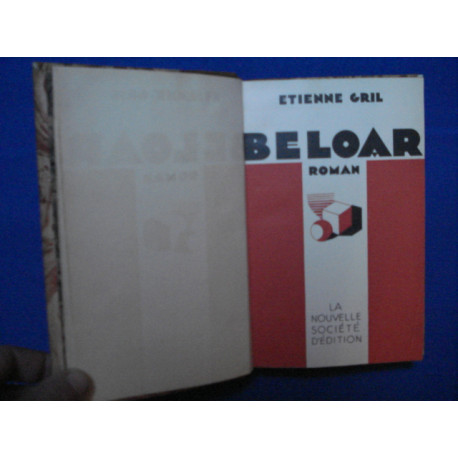 ETIENNE GRIL
BELOAR
ROMAN
LA
NOUVELLE
SOCIÉTÉ
D'ÉDITION